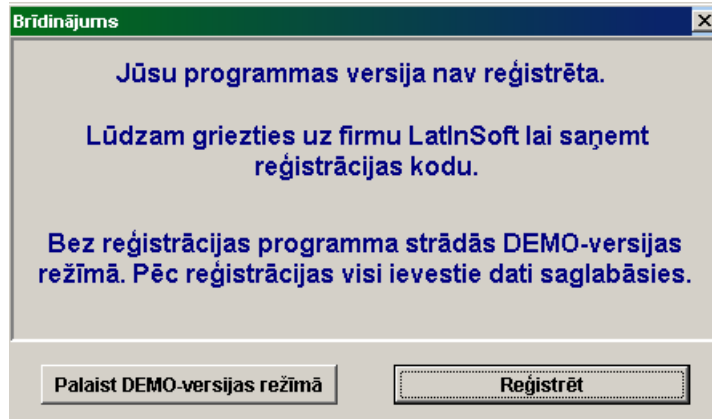 Brīdinājums
Jūsu programmas versija nav reģistrēta.
Lūdzam griezties uz firmu LatInSoft lai saņemt
reģistrācijas kodu.
Bez reģistrācijas programma strādās DEMO-versijas
režīmā. Pēc reģistrācijas visi ievestie dati saglabāsies.
Palaist DEMO-versijas režīmā
Reģistrēt